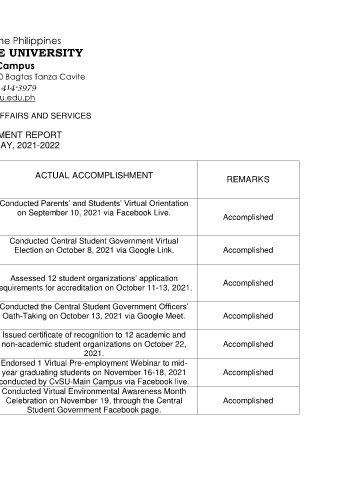 he Philippines
E UNIVERSITY
Campus
0 Bagtas Tanza Cavite
414-3979
u.edu.ph
FFAIRS AND SERVICES
MENT REPORT
AY, 2021-2022
ACTUAL ACCOMPLISHMENT
REMARKS
Conducted Parents' and Students' Virtual Orientation
on September 10, 2021 via Facebook Live.
Accomplished
Conducted Central Student Government Virtual
Election on October 8, 2021 via Google Link.
Accomplished
Assessed 12 student organizations' application
equirements for accreditation on October 11-13, 2021.
Accomplished
Conducted the Central Student Government Officers'
Oath-Taking on October 13, 2021 via Google Meet.
Accomplished
Issued certificate of recognition to 12 academic and
non-academic student organizations on October 22,
2021.
Accomplished
Endorsed 1 Virtual Pre-employment Webinar to mid-
year graduating students on November 16-18, 2021
conducted by CvSU-Main Campus via Facebook live.
Accomplished
Conducted Virtual Environmental Awareness Month
Celebration on November 19, through the Central
Student Government Facebook page.
Accomplished